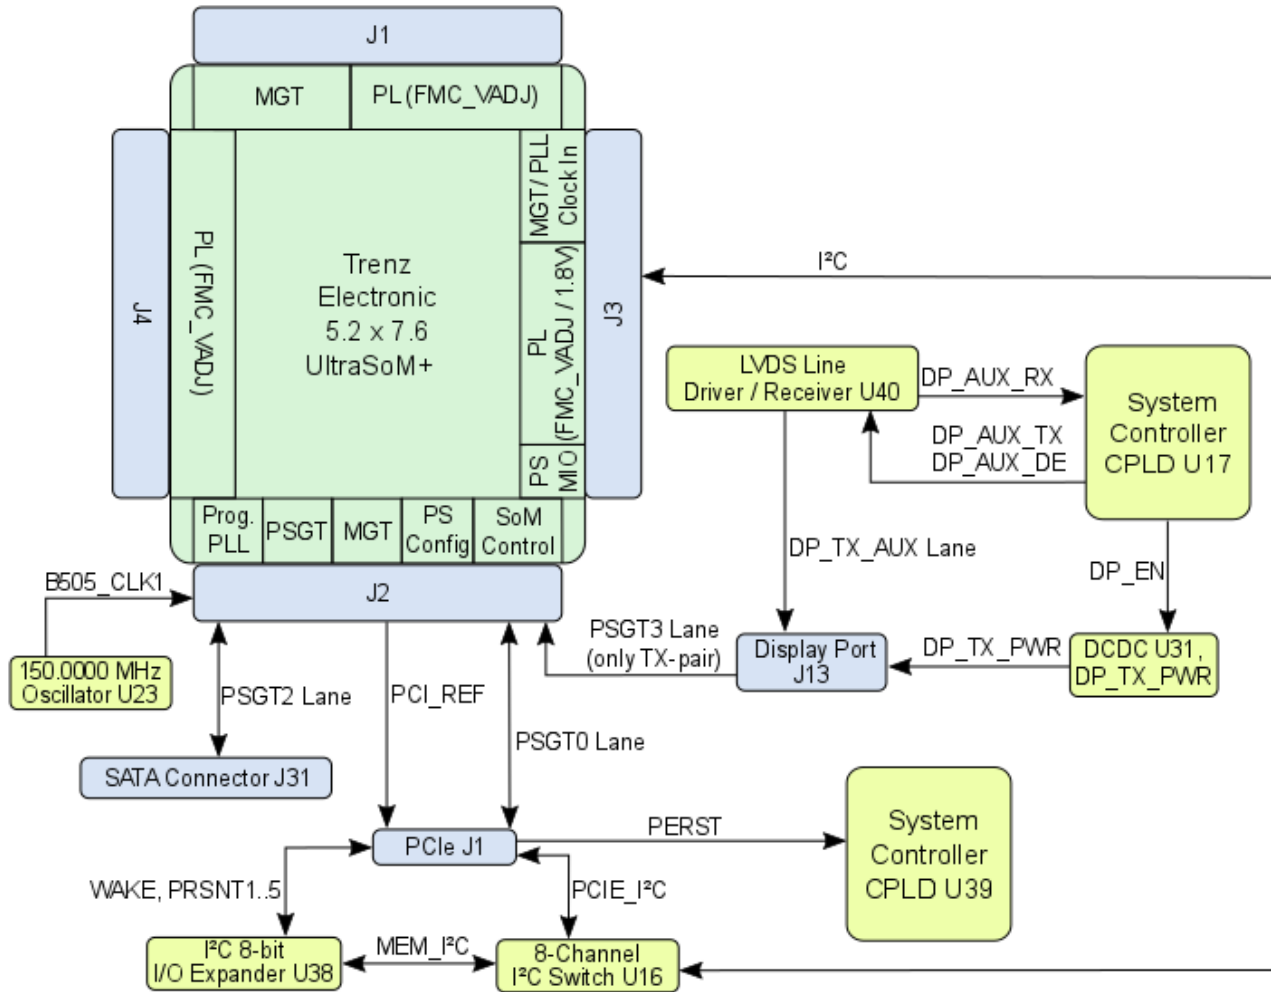 J1
MGT
PL (FMC_VADJ)
MGT / PLL
Clock In
PL (FMC_VADJ)
J4
Trenz
Electronic
5.2 x 7.6
UltraSoM+
PL
(FMC_VADJ / 1.8V)
J3
I²C
PS
MIO
Prog.
PLL
PSGT
MGT
PS
Config
SoM
Control
J2
LVDS Line
Driver / Receiver U40
DP_AUX_RX
DP_AUX_TX
DP_AUX_DE
System
Controller
CPLD U17
DP_TX_AUX Lane
DP_EN
B505_CLK1
150.0000 MHz
Oscillator U23
PSGT2 Lane
PCI_REF
PSGT3 Lane
(only TX-pair)
Display Port
J13
DP_TX_PWR
DCDC U31,
DP_TX_PWR
PSGT0 Lane
SATA Connector J31
PCIe J1
PERST
System
Controller
CPLD U39
WAKE, PRSNT1..5
PCIE_I²C
I²C 8-bit
I/O Expander U38
MEM_I²C
8-Channel
I²C Switch U16